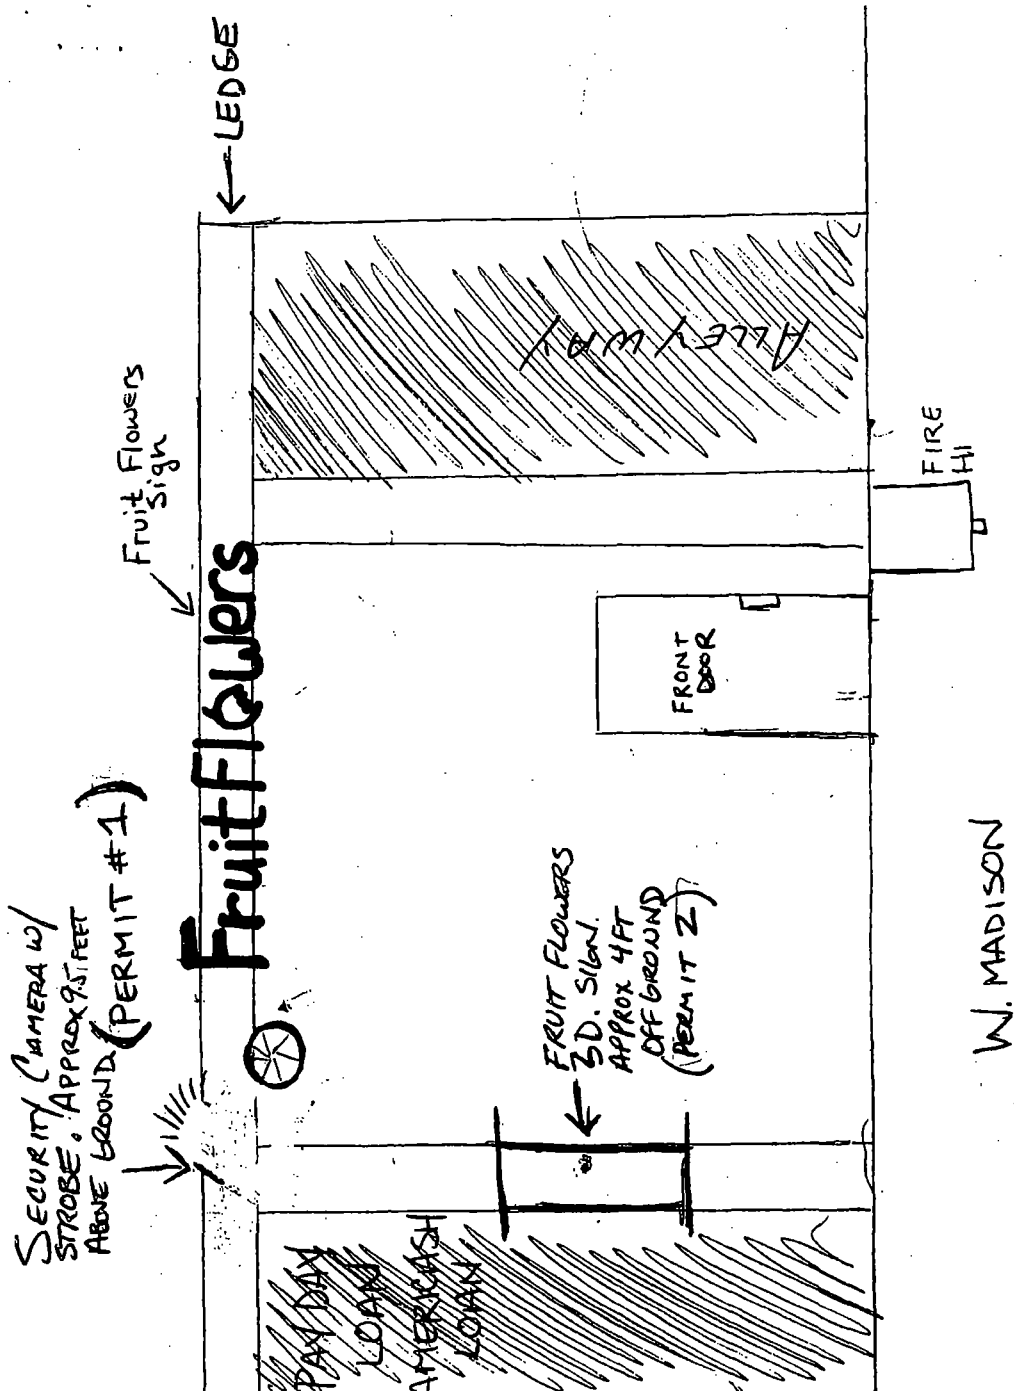 SECURITY CAMERA W/
STROBE. APPROX 9.5 FEET
ABOVE GROUND. (PERMIT #1)
Fruit Flowers
Sign
← LEDGE
FruitFlowers
PAY DAY
LOAN
AMERICASH
LOAN
FRUIT FLOWERS
3D. SIGN.
APPROX 4FT
OFF GROUND
(PERMIT 2)
FRONT
DOOR
ALLEY WAY
FIRE
HI
W. MADISON